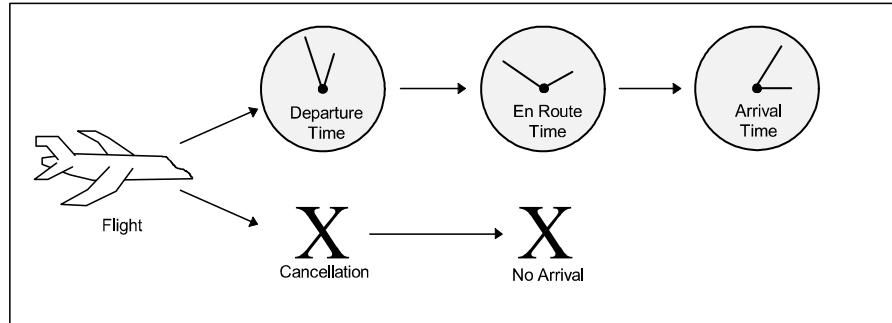 Departure
Time
En Route
Time
Arrival
Time
Flight
X
Cancellation
X
No Arrival